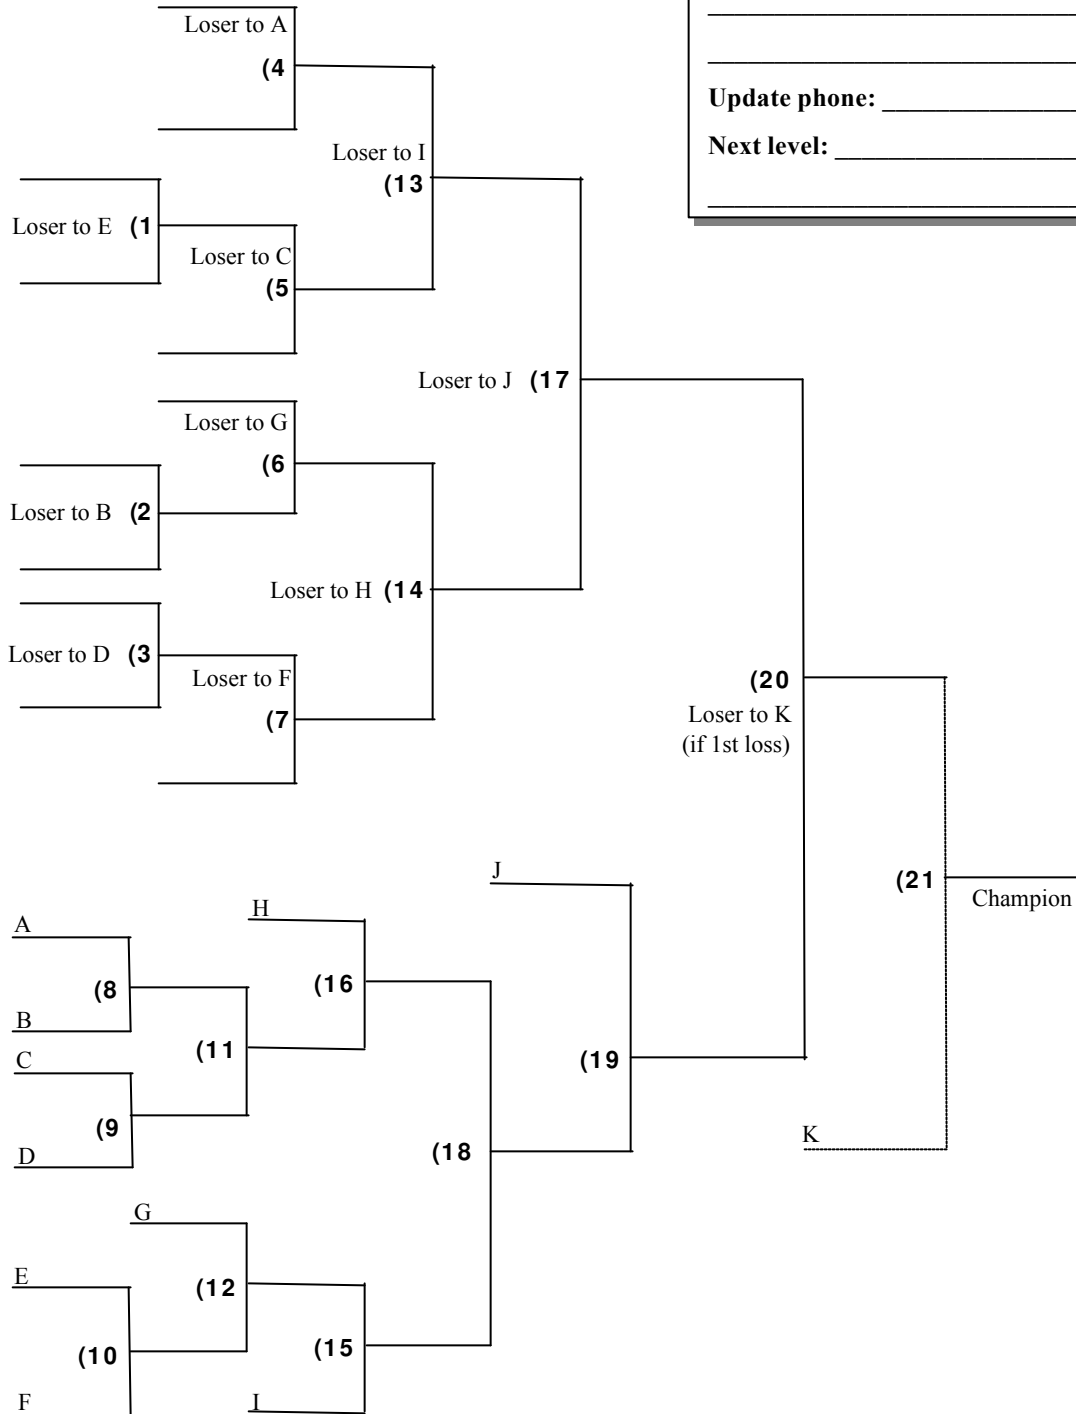 Loser to A
(4
Update phone: ____________
Next level: ____________
Loser to I
(13
Loser to E (1
Loser to C
(5
Loser to J (17
Loser to G
(6
Loser to B (2
Loser to H (14
Loser to D (3
Loser to F
(7
(20
Loser to K
(if 1st loss)
J
(21
Champion
H
A
(8
(16
B
(11
C
(19
(9
K
D
(18
G
E
(12
(10
(15
F
I